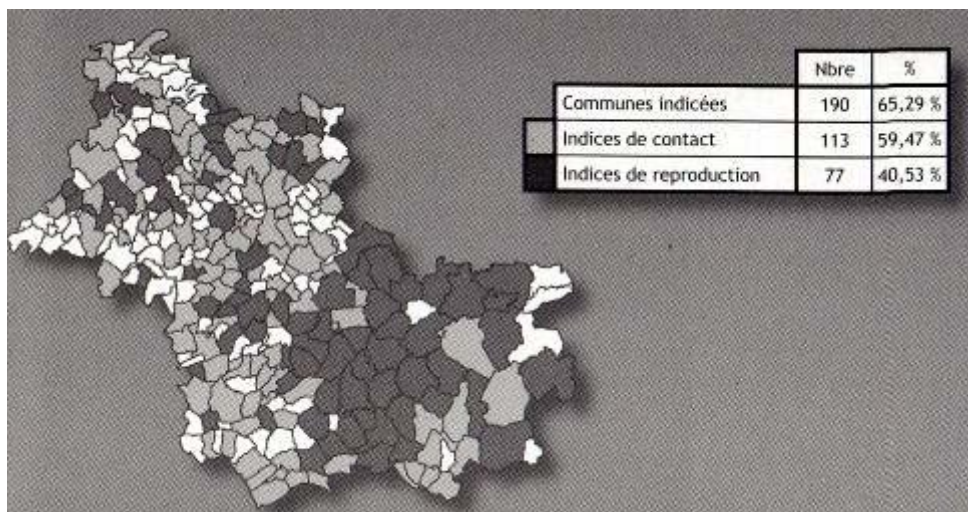 Nbre %
Communes indicées 190 65,29 %
Indices de contact 113 59,47 %
Indices de reproduction 77 40,53 %